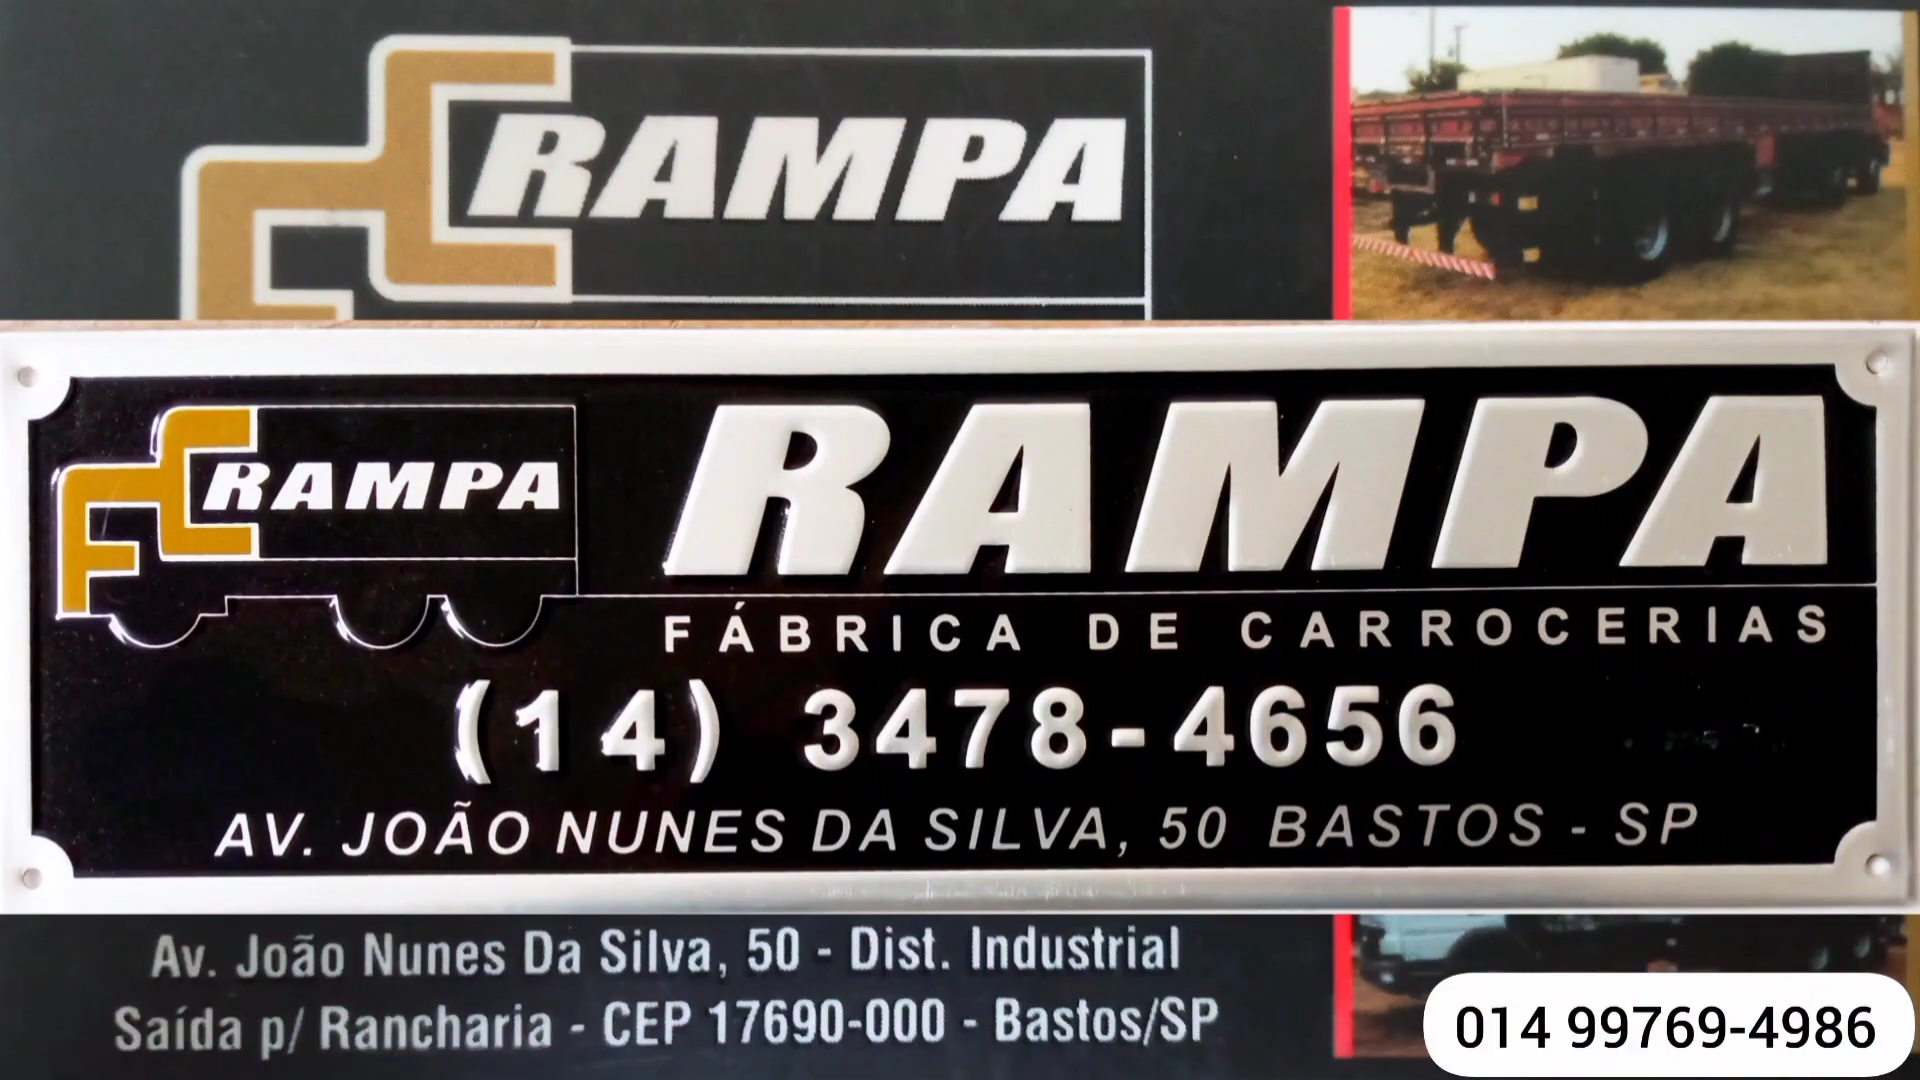 RAMPA
RAMPA
RAMPA
FÁBRICA DE CARROCERIAS
(14) 3478-4656
AV. JOÃO NUNES DA SILVA, 50 BASTOS - SP
Av. João Nunes Da Silva, 50 - Dist. Industrial
Saída p/ Rancharia - CEP 17690-000 - Bastos/SP
014 99769-4986